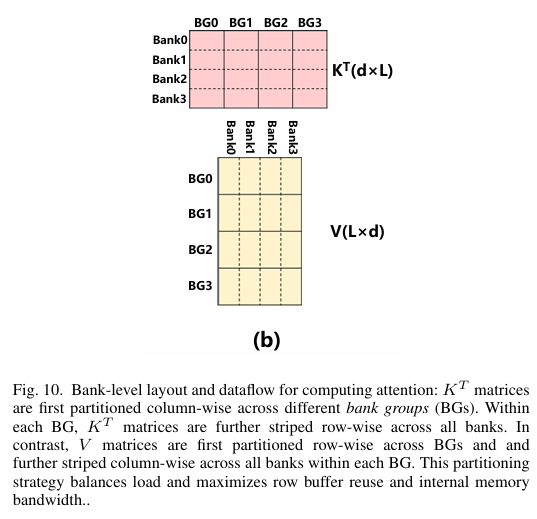 BG0 BG1 BG2 BG3
Bank0
Bank1
Bank2
Bank3
Kᵀ(d×L)
Bank0
Bank1
Bank2
Bank3
BG0
BG1
BG2
BG3
V(L×d)
(b)
Fig. 10. Bank-level layout and dataflow for computing attention: Kᵀ matrices
are first partitioned column-wise across different bank groups (BGs). Within
each BG, Kᵀ matrices are further striped row-wise across all banks. In
contrast, V matrices are first partitioned row-wise across BGs and and
further striped column-wise across all banks within each BG. This partitioning
strategy balances load and maximizes row buffer reuse and internal memory
bandwidth..